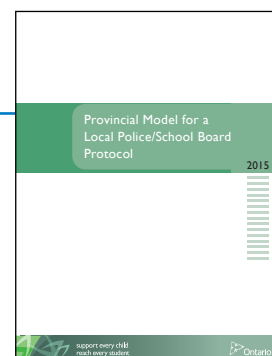 Provincial Model for a
Local Police/School Board
Protocol
2015
support every child
reach every student
Ontario